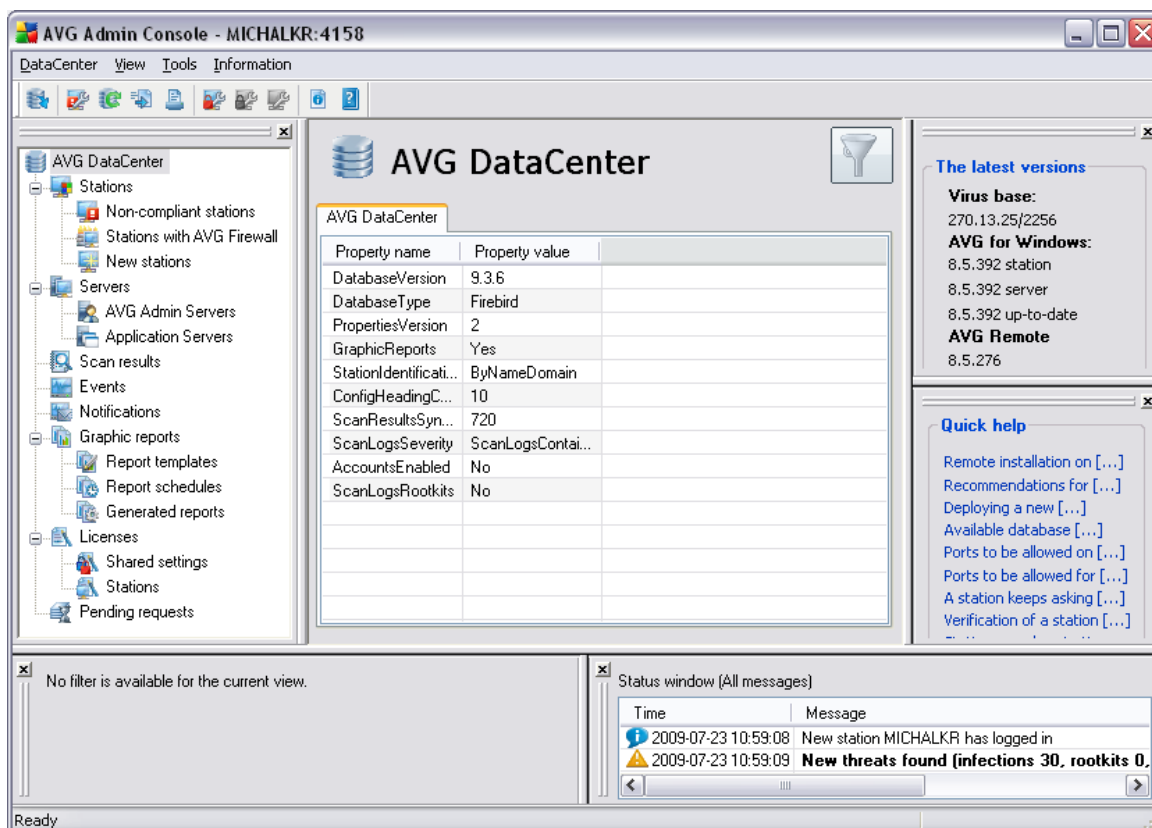 AVG Admin Console - MICHALKR:4158
DataCenter View Tools Information
AVG DataCenter
Stations
Non-compliant stations
Stations with AVG Firewall
New stations
Servers
AVG Admin Servers
Application Servers
Scan results
Events
Notifications
Graphic reports
Report templates
Report schedules
Generated reports
Licenses
Shared settings
Stations
Pending requests
AVG DataCenter
AVG DataCenter
Property name Property value
DatabaseVersion 9.3.6
DatabaseType Firebird
PropertiesVersion 2
GraphicReports Yes
StationIdentificati... ByNameDomain
ConfigHeadingC... 10
ScanResultsSyn... 720
ScanLogsSeverity ScanLogsContai...
AccountsEnabled No
ScanLogsRootkits No
The latest versions
Virus base:
270.13.25/2256
AVG for Windows:
8.5.392 station
8.5.392 server
8.5.392 up-to-date
AVG Remote
8.5.276
Quick help
Remote installation on [...]
Recommendations for [...]
Deploying a new [...]
Available database [...]
Ports to be allowed on [...]
Ports to be allowed for [...]
A station keeps asking [...]
Verification of a station [...]
No filter is available for the current view.
Status window (All messages)
Time Message
2009-07-23 10:59:08 New station MICHALKR has logged in
2009-07-23 10:59:09 New threats found (infections 30, rootkits 0,
Ready